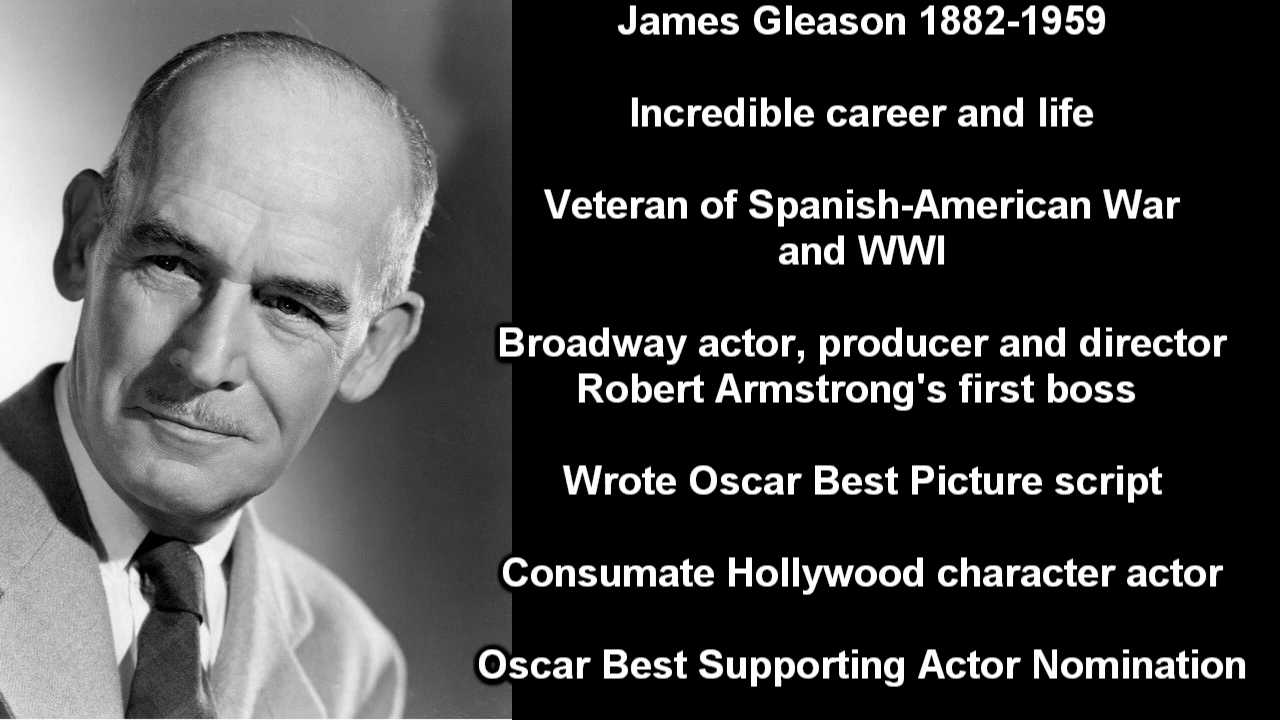 James Gleason 1882-1959
Incredible career and life
Veteran of Spanish-American War
and WWI
Broadway actor, producer and director
Robert Armstrong's first boss
Wrote Oscar Best Picture script
Consumate Hollywood character actor
Oscar Best Supporting Actor Nomination